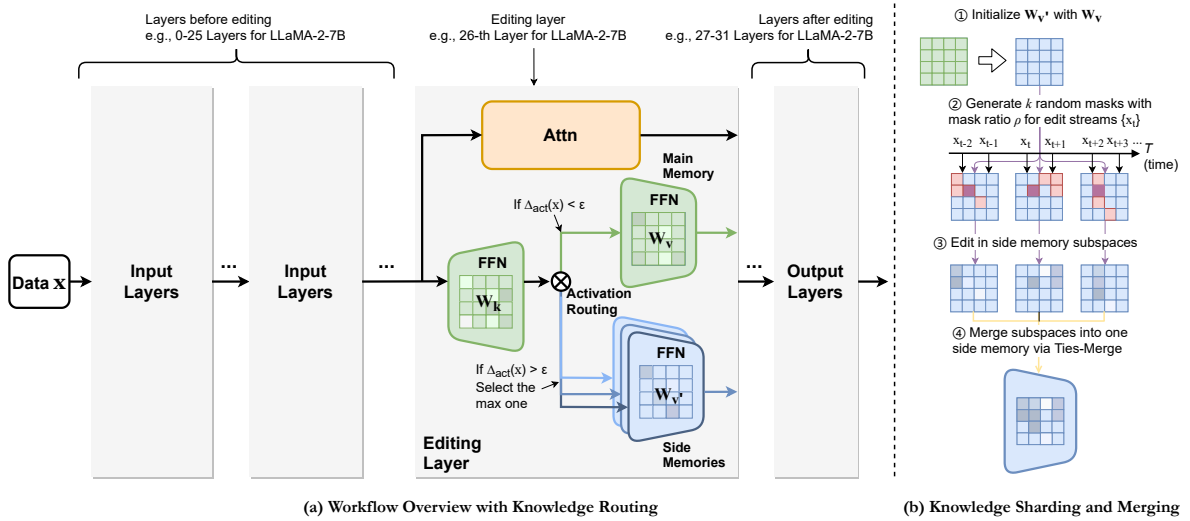 Layers before editing
e.g., 0-25 Layers for LLaMA-2-7B
Editing layer
e.g., 26-th Layer for LLaMA-2-7B
Layers after editing
e.g., 27-31 Layers for LLaMA-2-7B
Data x
Input
Layers
...
Input
Layers
...
Attn
Main
Memory
If Δact(x) < ε
FFN
Wv
FFN
Wk
Activation
Routing
If Δact(x) > ε
Select the
max one
FFN
Wv'
Side
Memories
Editing
Layer
...
Output
Layers
(a) Workflow Overview with Knowledge Routing
① Initialize Wv' with Wv
② Generate k random masks with
mask ratio ρ for edit streams {xt}
xt-2 xt-1 xt xt+1 xt+2 xt+3 ... T
(time)
③ Edit in side memory subspaces
④ Merge subspaces into one
side memory via Ties-Merge
(b) Knowledge Sharding and Merging